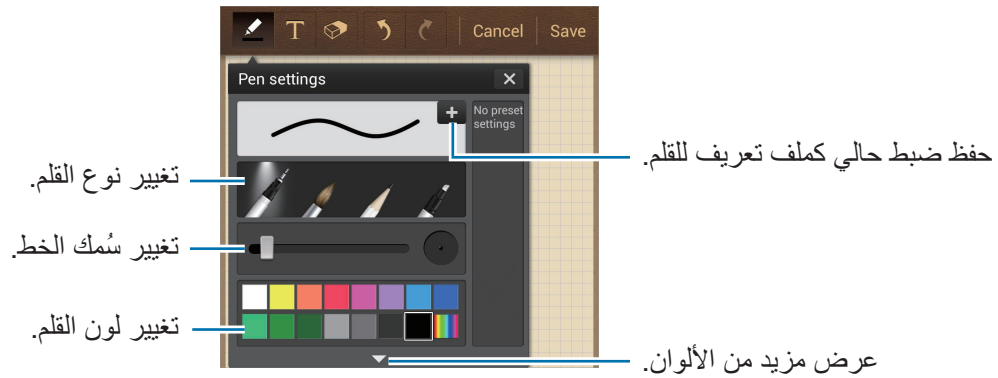 T Cancel Save
Pen settings
No preset
settings
حفظ ضبط حالي كملف تعريف للقلم.
تغيير نوع القلم.
تغيير سُمك الخط.
تغيير لون القلم.
عرض مزيد من الألوان.